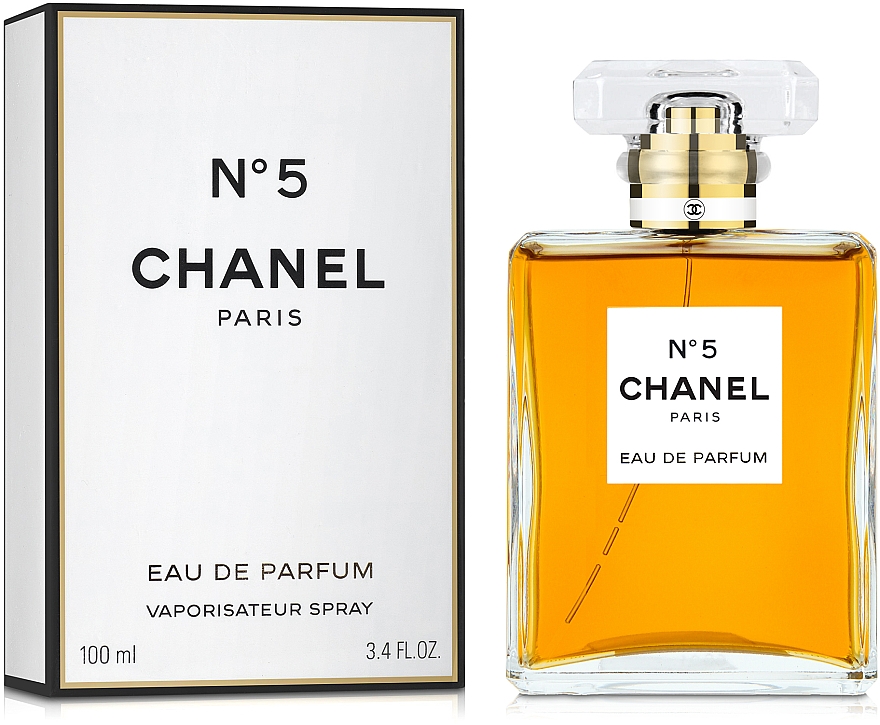 N°5
CHANEL
PARIS
EAU DE PARFUM
VAPORISATEUR SPRAY
100 ml
3.4 FL.OZ.
N°5
CHANEL
PARIS
EAU DE PARFUM